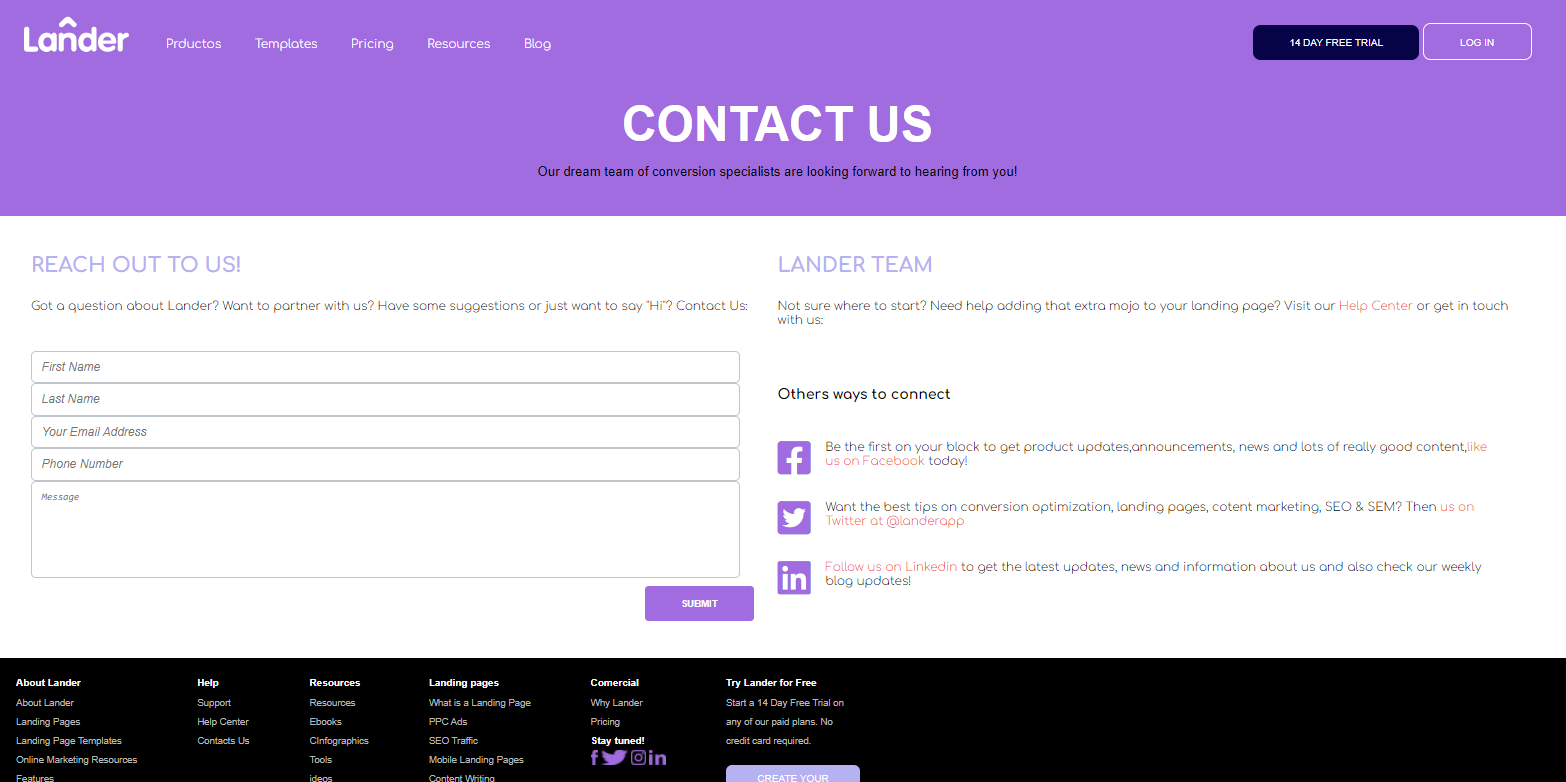 Lander
Prductos
Templates
Pricing
Resources
Blog
14 DAY FREE TRIAL
LOG IN
CONTACT US
Our dream team of conversion specialists are looking forward to hearing from you!
REACH OUT TO US!
Got a question about Lander? Want to partner with us? Have some suggestions or just want to say "Hi"? Contact Us:
First Name
Last Name
Your Email Address
Phone Number
Message
SUBMIT
LANDER TEAM
Not sure where to start? Need help adding that extra mojo to your landing page? Visit our Help Center or get in touch
with us:
Others ways to connect
Be the first on your block to get product updates,announcements, news and lots of really good content,like
us on Facebook today!
Want the best tips on conversion optimization, landing pages, cotent marketing, SEO & SEM? Then us on
Twitter at @landerapp
Follow us on Linkedin to get the latest updates, news and information about us and also check our weekly
blog updates!
About Lander
About Lander
Landing Pages
Landing Page Templates
Online Marketing Resources
Features
Help
Support
Help Center
Contacts Us
Resources
Resources
Ebooks
CInfographics
Tools
ideos
Landing pages
What is a Landing Page
PPC Ads
SEO Traffic
Mobile Landing Pages
Content Writing
Comercial
Why Lander
Pricing
Stay tuned!
Try Lander for Free
Start a 14 Day Free Trial on
any of our paid plans. No
credit card required.
CREATE YOUR